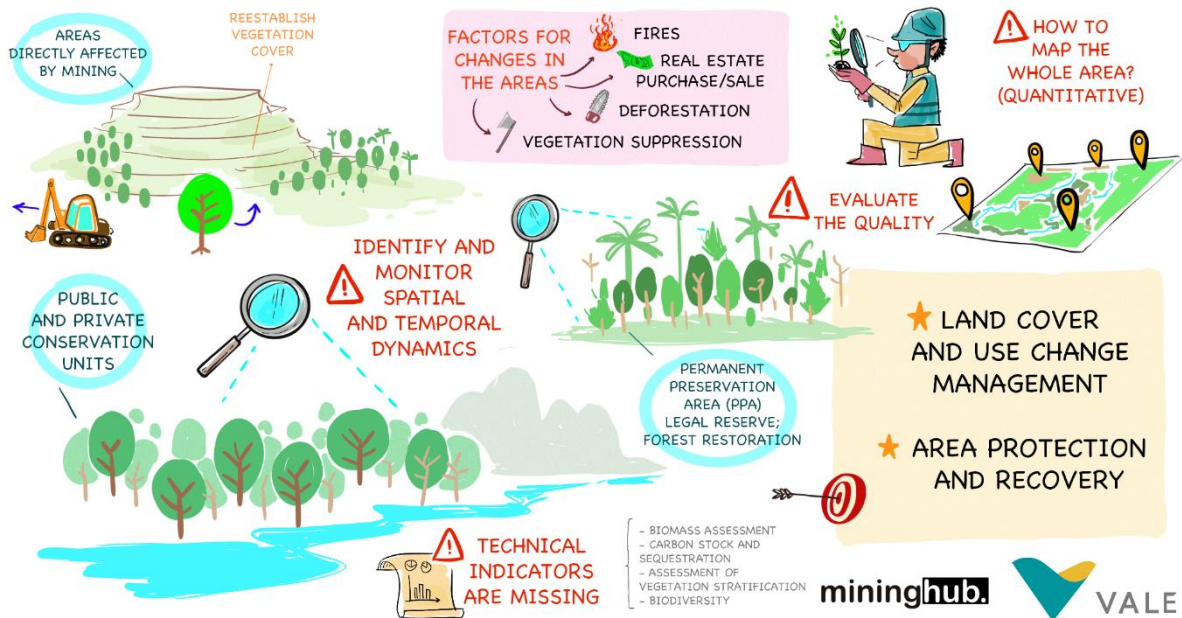 AREAS
DIRECTLY AFFECTED
BY MINING
REESTABLISH
VEGETATION
COVER
FACTORS FOR
CHANGES IN
THE AREAS
FIRES
REAL ESTATE
PURCHASE/SALE
DEFORESTATION
VEGETATION SUPPRESSION
HOW TO
MAP THE
WHOLE AREA?
(QUANTITATIVE)
EVALUATE
THE QUALITY
IDENTIFY AND
MONITOR
SPATIAL
AND TEMPORAL
DYNAMICS
PUBLIC
AND PRIVATE
CONSERVATION
UNITS
PERMANENT
PRESERVATION
AREA (PPA)
LEGAL RESERVE;
FOREST RESTORATION
LAND COVER
AND USE CHANGE
MANAGEMENT
AREA PROTECTION
AND RECOVERY
TECHNICAL
INDICATORS
ARE MISSING
- BIOMASS ASSESSMENT
- CARBON STOCK AND
SEQUESTRATION
- ASSESSMENT OF
VEGETATION STRATIFICATION
- BIODIVERSITY
mininghub.
VALE